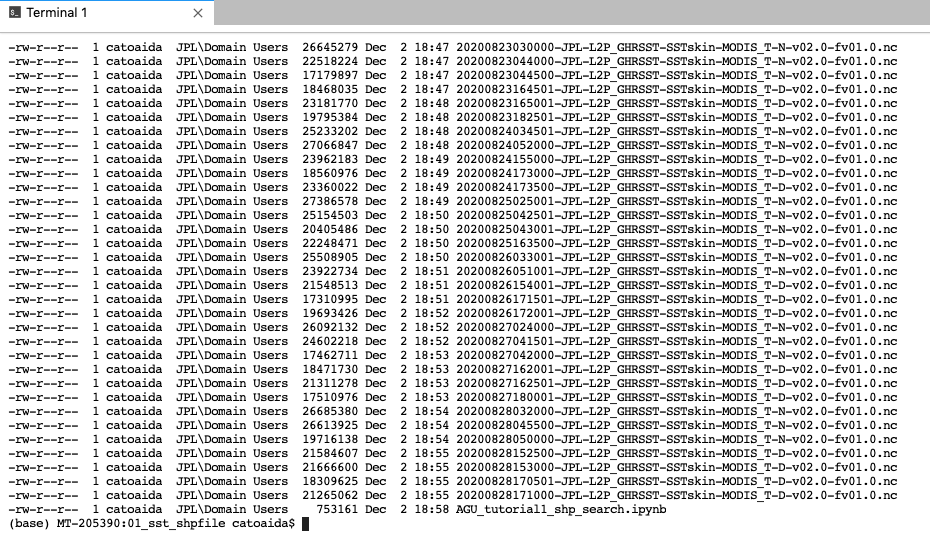 Terminal 1
-rw-r--r-- 1 catoaida JPL\Domain Users 26645279 Dec 2 18:47 20200823030000-JPL-L2P_GHRSST-SSTskin-MODIS_T-N-v02.0-fv01.0.nc
-rw-r--r-- 1 catoaida JPL\Domain Users 22518224 Dec 2 18:47 20200823044000-JPL-L2P_GHRSST-SSTskin-MODIS_T-N-v02.0-fv01.0.nc
-rw-r--r-- 1 catoaida JPL\Domain Users 17179897 Dec 2 18:47 20200823044500-JPL-L2P_GHRSST-SSTskin-MODIS_T-N-v02.0-fv01.0.nc
-rw-r--r-- 1 catoaida JPL\Domain Users 18468035 Dec 2 18:47 20200823164501-JPL-L2P_GHRSST-SSTskin-MODIS_T-D-v02.0-fv01.0.nc
-rw-r--r-- 1 catoaida JPL\Domain Users 23181770 Dec 2 18:48 20200823165001-JPL-L2P_GHRSST-SSTskin-MODIS_T-D-v02.0-fv01.0.nc
-rw-r--r-- 1 catoaida JPL\Domain Users 19795384 Dec 2 18:48 20200823182501-JPL-L2P_GHRSST-SSTskin-MODIS_T-D-v02.0-fv01.0.nc
-rw-r--r-- 1 catoaida JPL\Domain Users 25233202 Dec 2 18:48 20200824034501-JPL-L2P_GHRSST-SSTskin-MODIS_T-N-v02.0-fv01.0.nc
-rw-r--r-- 1 catoaida JPL\Domain Users 27066847 Dec 2 18:48 20200824052000-JPL-L2P_GHRSST-SSTskin-MODIS_T-N-v02.0-fv01.0.nc
-rw-r--r-- 1 catoaida JPL\Domain Users 23962183 Dec 2 18:49 20200824155000-JPL-L2P_GHRSST-SSTskin-MODIS_T-D-v02.0-fv01.0.nc
-rw-r--r-- 1 catoaida JPL\Domain Users 18560976 Dec 2 18:49 20200824173000-JPL-L2P_GHRSST-SSTskin-MODIS_T-D-v02.0-fv01.0.nc
-rw-r--r-- 1 catoaida JPL\Domain Users 23360022 Dec 2 18:49 20200824173500-JPL-L2P_GHRSST-SSTskin-MODIS_T-D-v02.0-fv01.0.nc
-rw-r--r-- 1 catoaida JPL\Domain Users 27386578 Dec 2 18:49 20200825025001-JPL-L2P_GHRSST-SSTskin-MODIS_T-N-v02.0-fv01.0.nc
-rw-r--r-- 1 catoaida JPL\Domain Users 25154503 Dec 2 18:50 20200825042501-JPL-L2P_GHRSST-SSTskin-MODIS_T-N-v02.0-fv01.0.nc
-rw-r--r-- 1 catoaida JPL\Domain Users 20405486 Dec 2 18:50 20200825043001-JPL-L2P_GHRSST-SSTskin-MODIS_T-N-v02.0-fv01.0.nc
-rw-r--r-- 1 catoaida JPL\Domain Users 22248471 Dec 2 18:50 20200825163500-JPL-L2P_GHRSST-SSTskin-MODIS_T-D-v02.0-fv01.0.nc
-rw-r--r-- 1 catoaida JPL\Domain Users 25508905 Dec 2 18:50 20200826033001-JPL-L2P_GHRSST-SSTskin-MODIS_T-N-v02.0-fv01.0.nc
-rw-r--r-- 1 catoaida JPL\Domain Users 23922734 Dec 2 18:51 20200826051001-JPL-L2P_GHRSST-SSTskin-MODIS_T-N-v02.0-fv01.0.nc
-rw-r--r-- 1 catoaida JPL\Domain Users 21548513 Dec 2 18:51 20200826154001-JPL-L2P_GHRSST-SSTskin-MODIS_T-D-v02.0-fv01.0.nc
-rw-r--r-- 1 catoaida JPL\Domain Users 17310995 Dec 2 18:51 20200826171501-JPL-L2P_GHRSST-SSTskin-MODIS_T-D-v02.0-fv01.0.nc
-rw-r--r-- 1 catoaida JPL\Domain Users 19693426 Dec 2 18:52 20200826172001-JPL-L2P_GHRSST-SSTskin-MODIS_T-D-v02.0-fv01.0.nc
-rw-r--r-- 1 catoaida JPL\Domain Users 26092132 Dec 2 18:52 20200827024000-JPL-L2P_GHRSST-SSTskin-MODIS_T-N-v02.0-fv01.0.nc
-rw-r--r-- 1 catoaida JPL\Domain Users 24602218 Dec 2 18:52 20200827041501-JPL-L2P_GHRSST-SSTskin-MODIS_T-N-v02.0-fv01.0.nc
-rw-r--r-- 1 catoaida JPL\Domain Users 17462711 Dec 2 18:53 20200827042000-JPL-L2P_GHRSST-SSTskin-MODIS_T-N-v02.0-fv01.0.nc
-rw-r--r-- 1 catoaida JPL\Domain Users 18471730 Dec 2 18:53 20200827162001-JPL-L2P_GHRSST-SSTskin-MODIS_T-D-v02.0-fv01.0.nc
-rw-r--r-- 1 catoaida JPL\Domain Users 21311278 Dec 2 18:53 20200827162501-JPL-L2P_GHRSST-SSTskin-MODIS_T-D-v02.0-fv01.0.nc
-rw-r--r-- 1 catoaida JPL\Domain Users 17510976 Dec 2 18:53 20200827180001-JPL-L2P_GHRSST-SSTskin-MODIS_T-D-v02.0-fv01.0.nc
-rw-r--r-- 1 catoaida JPL\Domain Users 26685380 Dec 2 18:54 20200828032000-JPL-L2P_GHRSST-SSTskin-MODIS_T-N-v02.0-fv01.0.nc
-rw-r--r-- 1 catoaida JPL\Domain Users 26613925 Dec 2 18:54 20200828045500-JPL-L2P_GHRSST-SSTskin-MODIS_T-N-v02.0-fv01.0.nc
-rw-r--r-- 1 catoaida JPL\Domain Users 19716138 Dec 2 18:54 20200828050000-JPL-L2P_GHRSST-SSTskin-MODIS_T-N-v02.0-fv01.0.nc
-rw-r--r-- 1 catoaida JPL\Domain Users 21584607 Dec 2 18:55 20200828152500-JPL-L2P_GHRSST-SSTskin-MODIS_T-D-v02.0-fv01.0.nc
-rw-r--r-- 1 catoaida JPL\Domain Users 21666600 Dec 2 18:55 20200828153000-JPL-L2P_GHRSST-SSTskin-MODIS_T-D-v02.0-fv01.0.nc
-rw-r--r-- 1 catoaida JPL\Domain Users 18309625 Dec 2 18:55 20200828170501-JPL-L2P_GHRSST-SSTskin-MODIS_T-D-v02.0-fv01.0.nc
-rw-r--r-- 1 catoaida JPL\Domain Users 21265062 Dec 2 18:55 20200828171000-JPL-L2P_GHRSST-SSTskin-MODIS_T-D-v02.0-fv01.0.nc
-rw-r--r-- 1 catoaida JPL\Domain Users 753161 Dec 2 18:58 AGU_tutorial1_shp_search.ipynb
(base) MT-205390:01_sst_shpfile catoaida$